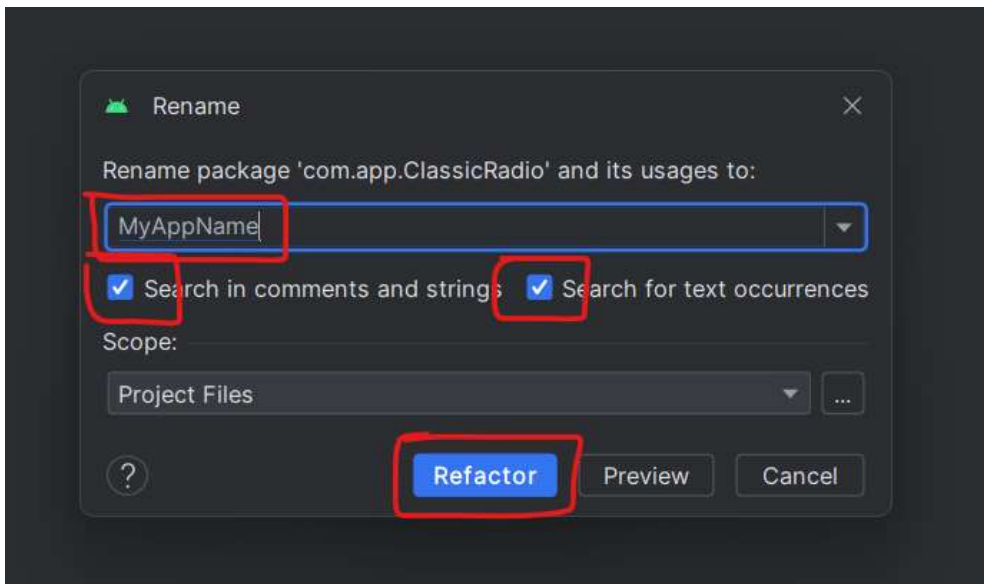 Rename
Rename package 'com.app.ClassicRadio' and its usages to:
MyAppName
Search in comments and strings Search for text occurrences
Scope:
Project Files ...
? Refactor Preview Cancel